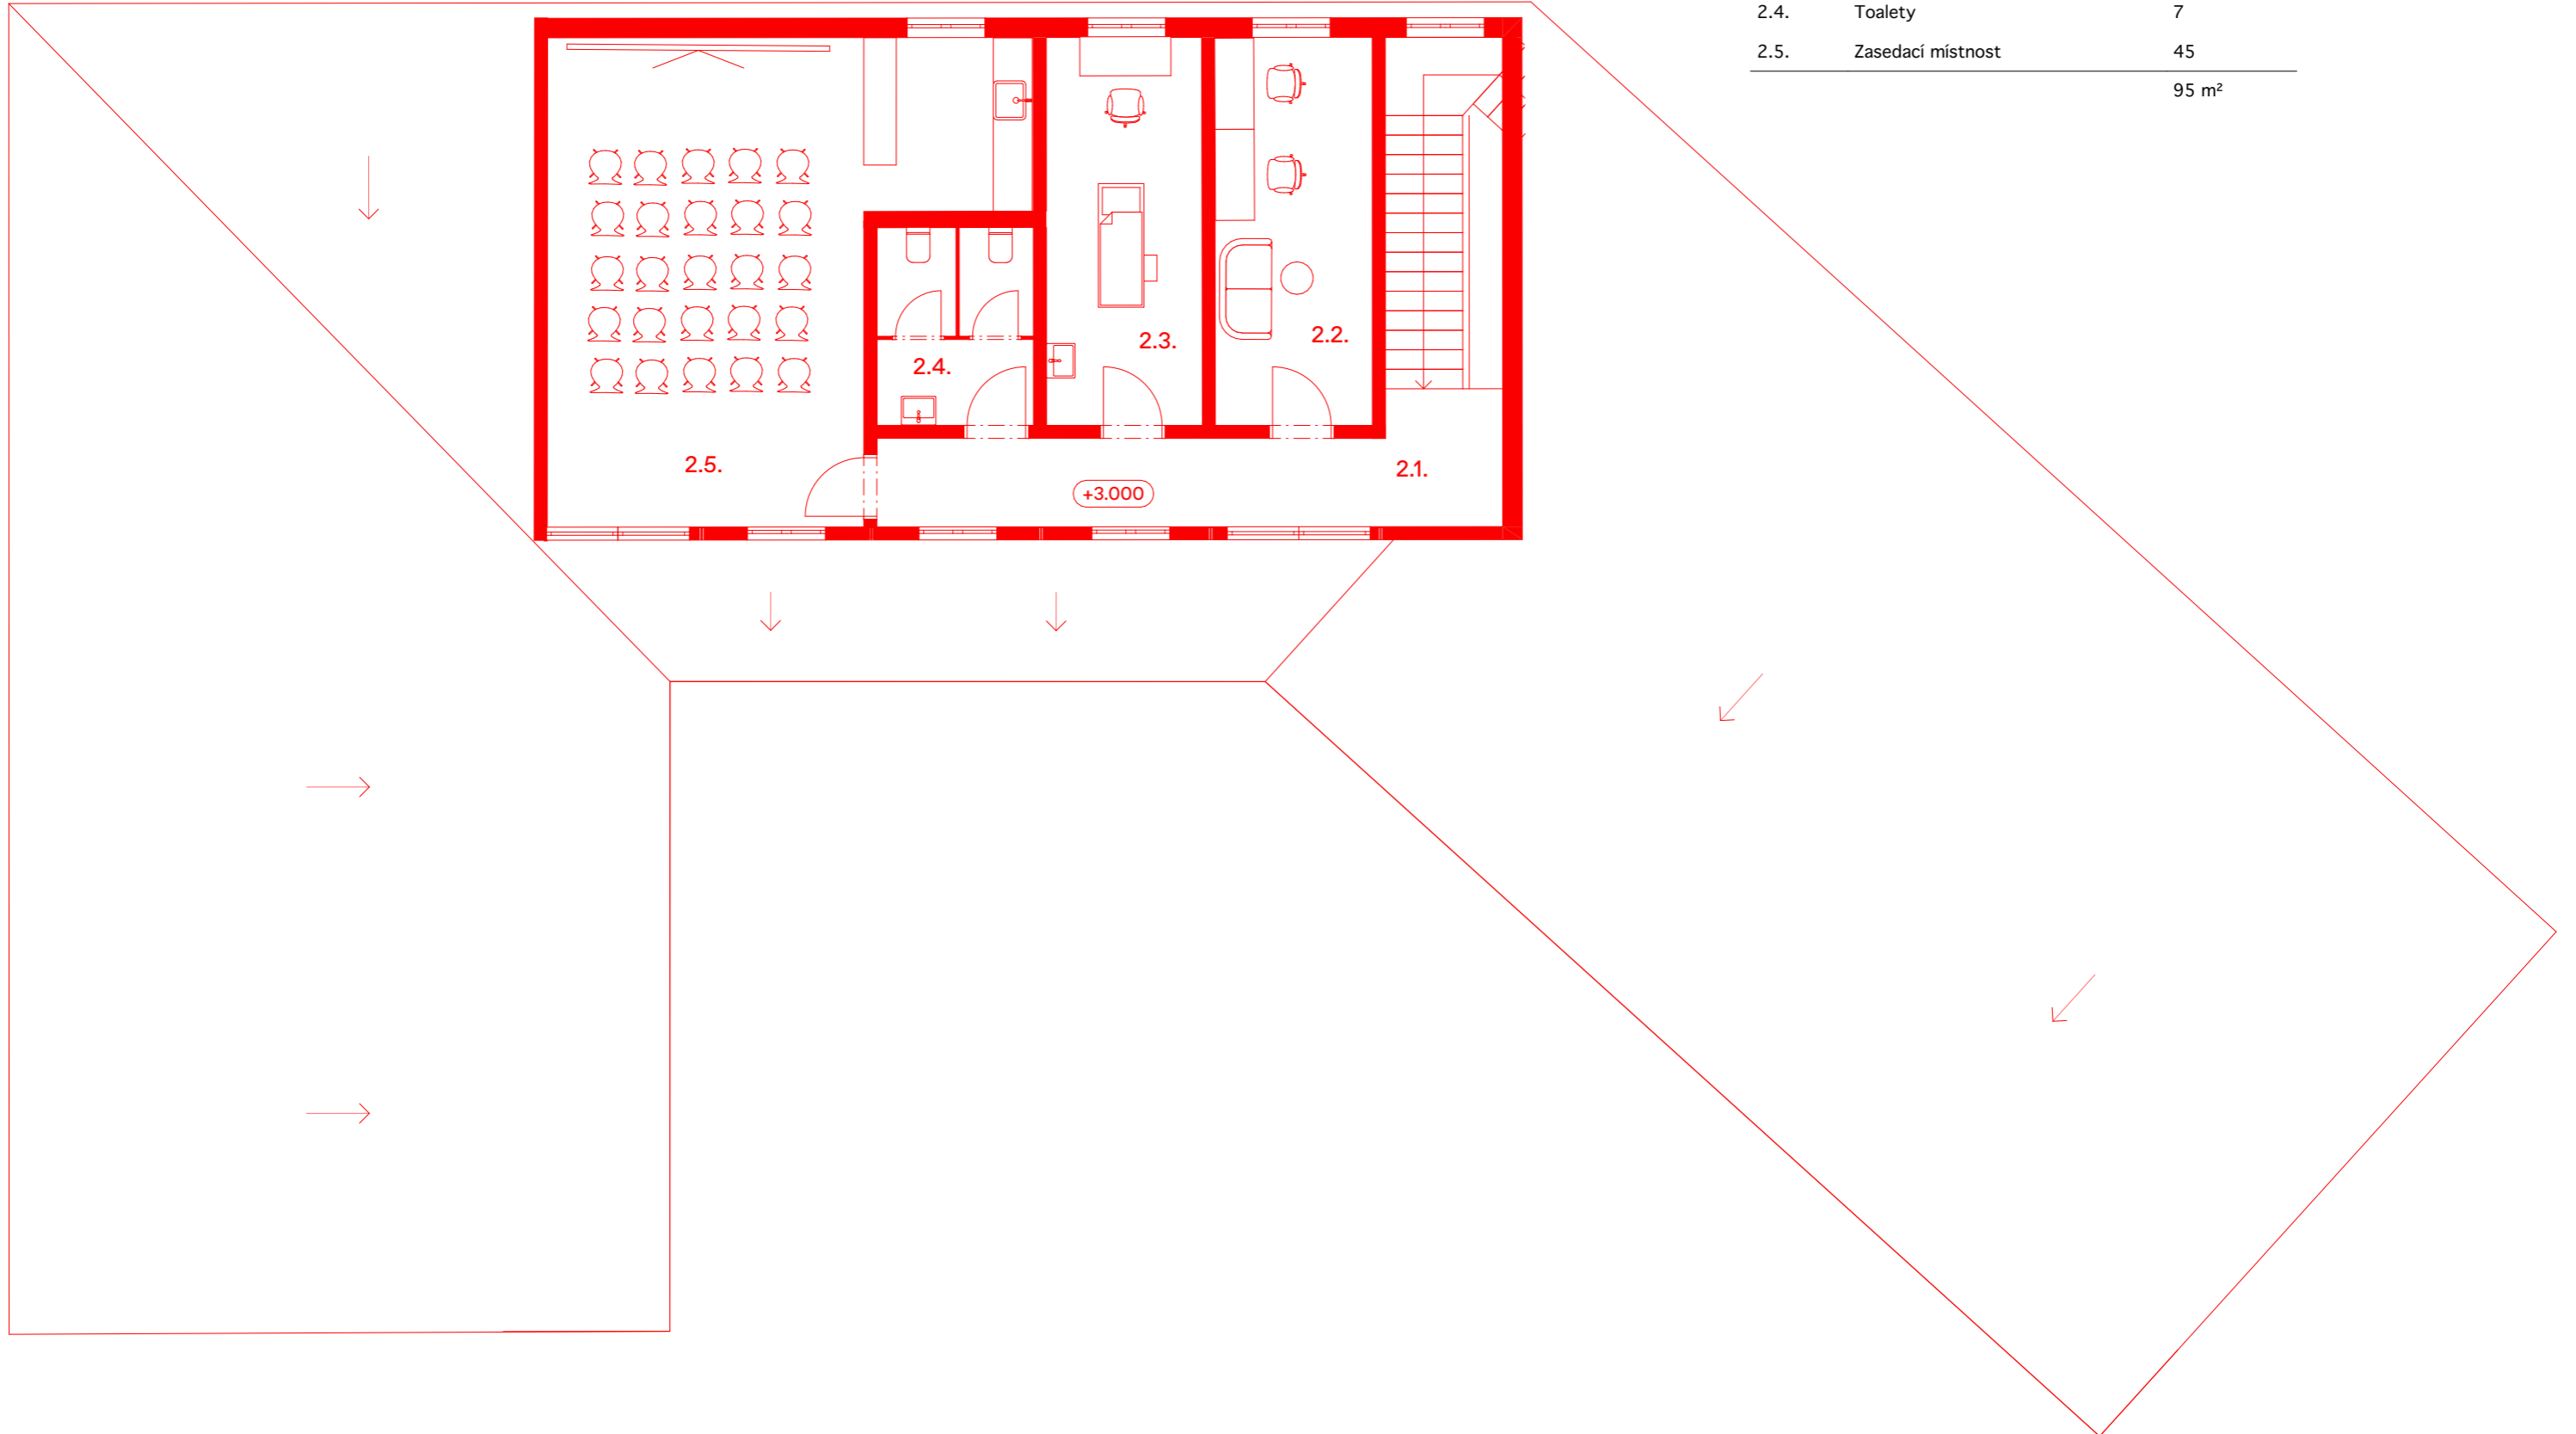 2.4. Toalety 7
2.5. Zasedací místnost 45
95 m²
2.3.
2.2.
2.4.
2.5.
2.1.
+3.000